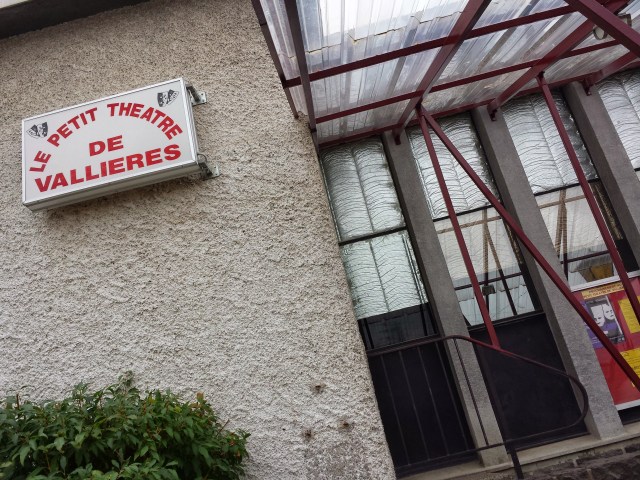 LE PETIT THEATRE
DE
VALLIERES